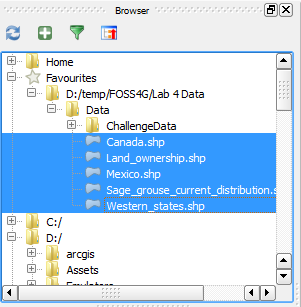 Browser
Home
Favourites
D:/temp/FOSS4G/Lab 4 Data
Data
ChallengeData
Canada.shp
Land_ownership.shp
Mexico.shp
Sage_grouse_current_distribution.s
Western_states.shp
C:/
D:/
arcgis
Assets